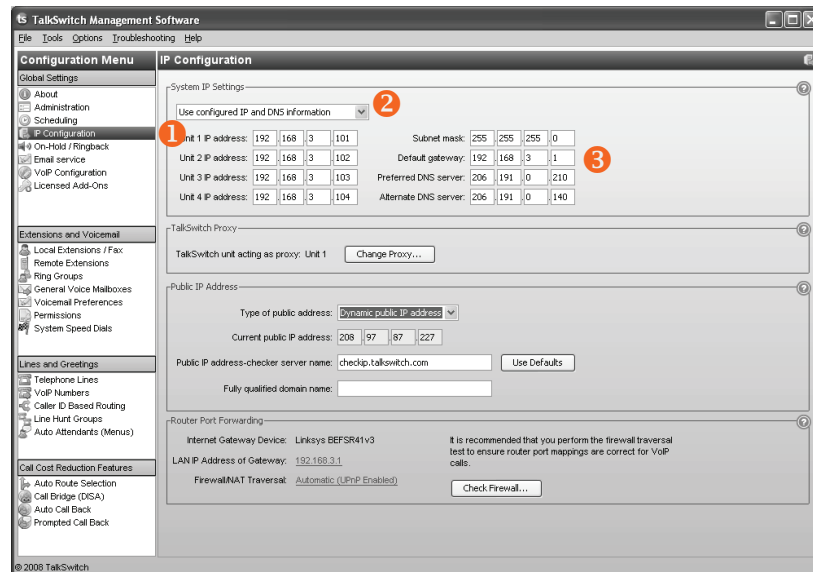 ts TalkSwitch Management Software
File Tools Options Troubleshooting Help
Configuration Menu
Global Settings
About
Administration
Scheduling
IP Configuration
On-Hold / Ringback
Email service
VoIP Configuration
Licensed Add-Ons
Extensions and Voicemail
Local Extensions / Fax
Remote Extensions
Ring Groups
General Voice Mailboxes
Voicemail Preferences
Permissions
System Speed Dials
Lines and Greetings
Telephone Lines
VoIP Numbers
Caller ID Based Routing
Line Hunt Groups
Auto Attendants (Menus)
Call Cost Reduction Features
Auto Route Selection
Call Bridge (DISA)
Auto Call Back
Prompted Call Back
© 2008 TalkSwitch
IP Configuration
System IP Settings
Use configured IP and DNS information 2
1 Unit 1 IP address: 192 .168 .3 .101 Subnet mask: 255 .255 .255 .0
Unit 2 IP address: 192 .168 .3 .102 Default gateway: 192 .168 .3 .1 3
Unit 3 IP address: 192 .168 .3 .103 Preferred DNS server: 206 .191 .0 .210
Unit 4 IP address: 192 .168 .3 .104 Alternate DNS server: 206 .191 .0 .140
TalkSwitch Proxy
TalkSwitch unit acting as proxy: Unit 1 Change Proxy...
Public IP Address
Type of public address: Dynamic public IP address
Current public IP address: 208 .97 .87 .227
Public IP address-checker server name: checkip.talkswitch.com Use Defaults
Fully qualified domain name:
Router Port Forwarding
Internet Gateway Device: Linksys BEFSR41v3
LAN IP Address of Gateway: 192.168.3.1
Firewall/NAT Traversal: Automatic (UPnP Enabled)
It is recommended that you perform the firewall traversal
test to ensure router port mappings are correct for VoIP
calls.
Check Firewall...